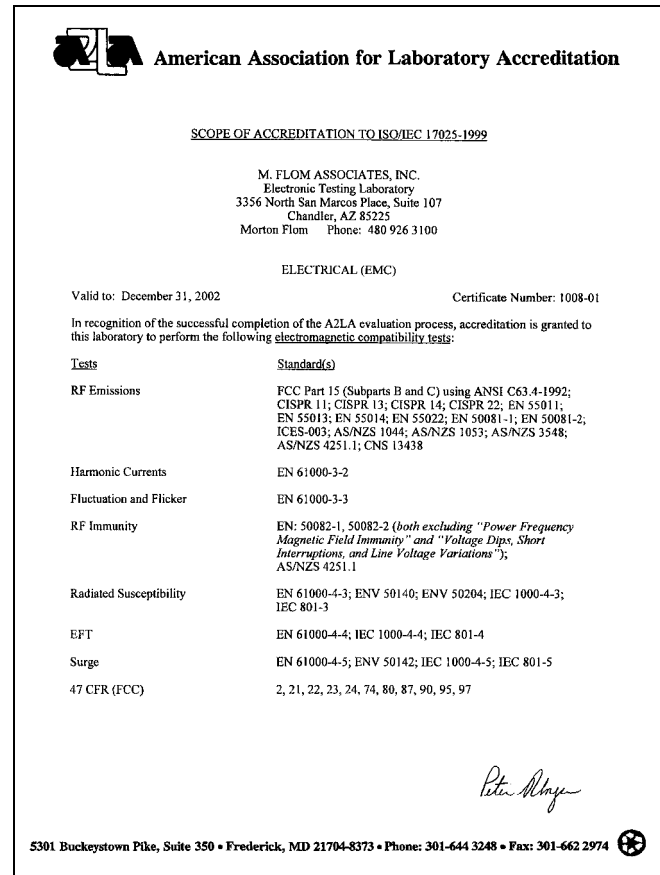 A2LA American Association for Laboratory Accreditation
SCOPE OF ACCREDITATION TO ISO/IEC 17025-1999
M. FLOM ASSOCIATES, INC.
Electronic Testing Laboratory
3356 North San Marcos Place, Suite 107
Chandler, AZ 85225
Morton Flom Phone: 480 926 3100
ELECTRICAL (EMC)
Valid to: December 31, 2002 Certificate Number: 1008-01
In recognition of the successful completion of the A2LA evaluation process, accreditation is granted to
this laboratory to perform the following electromagnetic compatibility tests:
Tests Standard(s)
RF Emissions FCC Part 15 (Subparts B and C) using ANSI C63.4-1992;
CISPR 11; CISPR 13; CISPR 14; CISPR 22; EN 55011;
EN 55013; EN 55014; EN 55022; EN 50081-1; EN 50081-2;
ICES-003; AS/NZS 1044; AS/NZS 1053; AS/NZS 3548;
AS/NZS 4251.1; CNS 13438
Harmonic Currents EN 61000-3-2
Fluctuation and Flicker EN 61000-3-3
RF Immunity EN: 50082-1, 50082-2 (both excluding "Power Frequency
Magnetic Field Immunity" and "Voltage Dips, Short
Interruptions, and Line Voltage Variations");
AS/NZS 4251.1
Radiated Susceptibility EN 61000-4-3; ENV 50140; ENV 50204; IEC 1000-4-3;
IEC 801-3
EFT EN 61000-4-4; IEC 1000-4-4; IEC 801-4
Surge EN 61000-4-5; ENV 50142; IEC 1000-4-5; IEC 801-5
47 CFR (FCC) 2, 21, 22, 23, 24, 74, 80, 87, 90, 95, 97
Peter
5301 Buckeystown Pike, Suite 350 • Frederick, MD 21704-8373 • Phone: 301-644 3248 • Fax: 301-662 2974